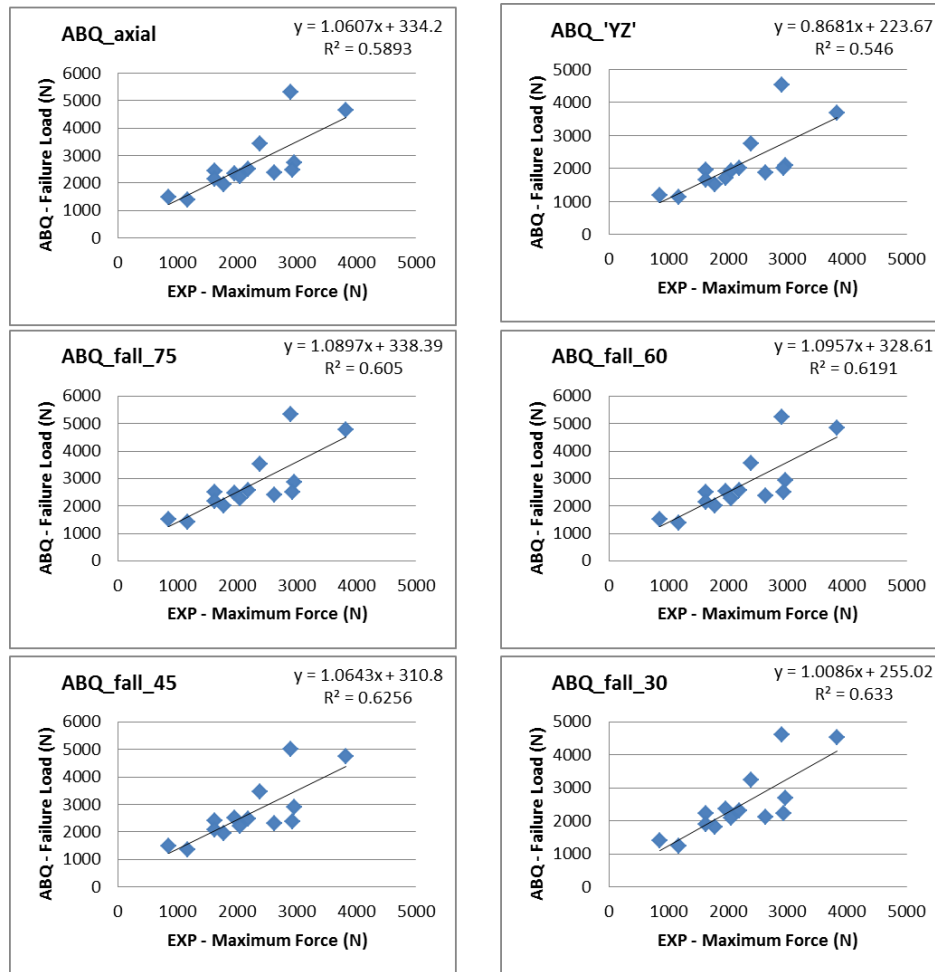 ABQ_axial
y = 1.0607x + 334.2
R² = 0.5893
ABQ - Failure Load (N)
6000
5000
4000
3000
2000
1000
0
0 1000 2000 3000 4000 5000
EXP - Maximum Force (N)
ABQ_'YZ'
y = 0.8681x + 223.67
R² = 0.546
ABQ - Failure Load (N)
5000
4000
3000
2000
1000
0
0 1000 2000 3000 4000 5000
EXP - Maximum Force (N)
ABQ_fall_75
y = 1.0897x + 338.39
R² = 0.605
ABQ - Failure Load (N)
6000
5000
4000
3000
2000
1000
0
0 1000 2000 3000 4000 5000
EXP - Maximum Force (N)
ABQ_fall_60
y = 1.0957x + 328.61
R² = 0.6191
ABQ - Failure Load (N)
6000
5000
4000
3000
2000
1000
0
0 1000 2000 3000 4000 5000
EXP - Maximum Force (N)
ABQ_fall_45
y = 1.0643x + 310.8
R² = 0.6256
ABQ - Failure Load (N)
6000
5000
4000
3000
2000
1000
0
0 1000 2000 3000 4000 5000
EXP - Maximum Force (N)
ABQ_fall_30
y = 1.0086x + 255.02
R² = 0.633
ABQ - Failure Load (N)
5000
4000
3000
2000
1000
0
0 1000 2000 3000 4000 5000
EXP - Maximum Force (N)